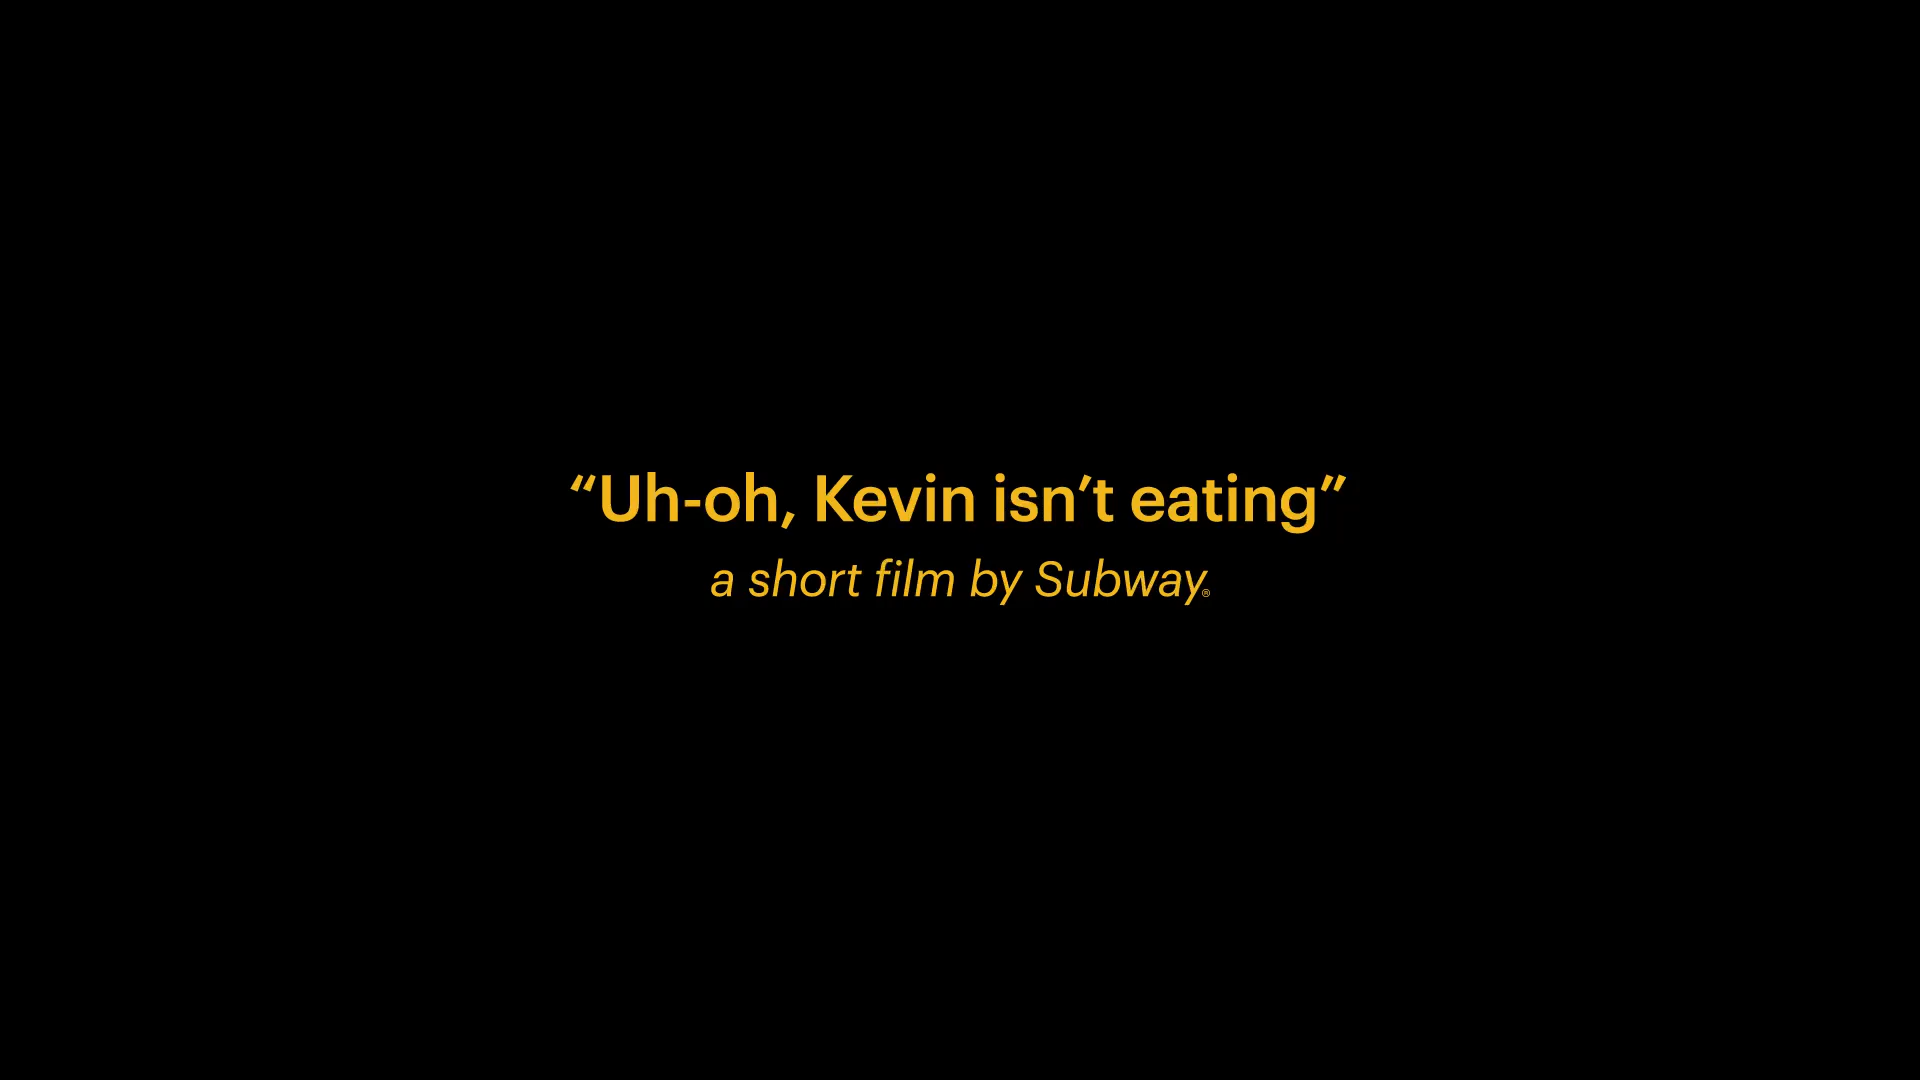 “Uh-oh, Kevin isn’t eating”
a short film by Subway®